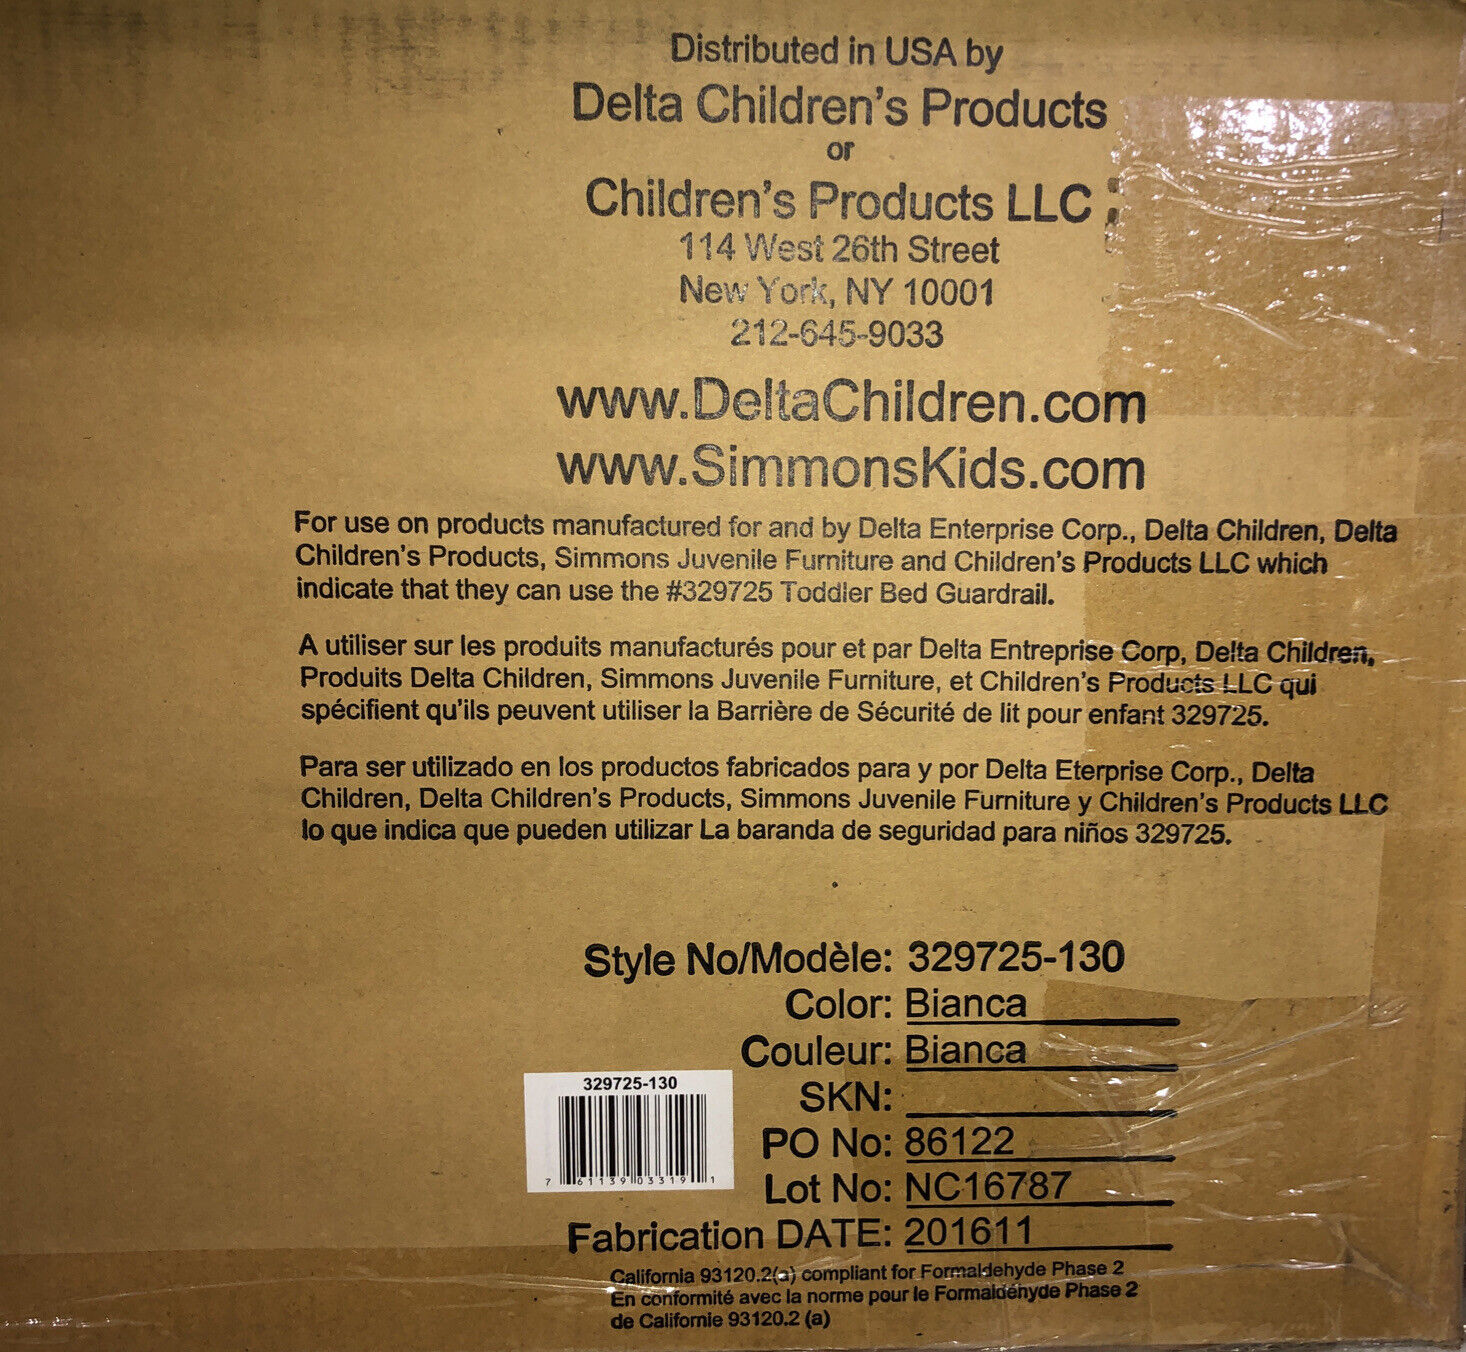 Distributed in USA by
Delta Children's Products
or
Children's Products LLC
114 West 26th Street
New York, NY 10001
212-645-9033
www.DeltaChildren.com
www.SimmonsKids.com
For use on products manufactured for and by Delta Enterprise Corp., Delta Children, Delta
Children's Products, Simmons Juvenile Furniture and Children's Products LLC which
indicate that they can use the #329725 Toddler Bed Guardrail.
A utiliser sur les produits manufacturés pour et par Delta Entreprise Corp, Delta Children,
Produits Delta Children, Simmons Juvenile Furniture, et Children's Products LLC qui
spécifient qu'ils peuvent utiliser la Barrière de Sécurité de lit pour enfant 329725.
Para ser utilizado en los productos fabricados para y por Delta Eterprise Corp., Delta
Children, Delta Children's Products, Simmons Juvenile Furniture y Children's Products LLC
lo que indica que pueden utilizar La baranda de seguridad para niños 329725.
Style No/Modèle: 329725-130
Color: Bianca
Couleur: Bianca
SKN:
PO No: 86122
Lot No: NC16787
Fabrication DATE: 201611
California 93120.2(a) compliant for Formaldehyde Phase 2
En conformité avec la norme pour le Formaldéhyde Phase 2
de Californie 93120.2 (a)
329725-130
7 61139 03319 1